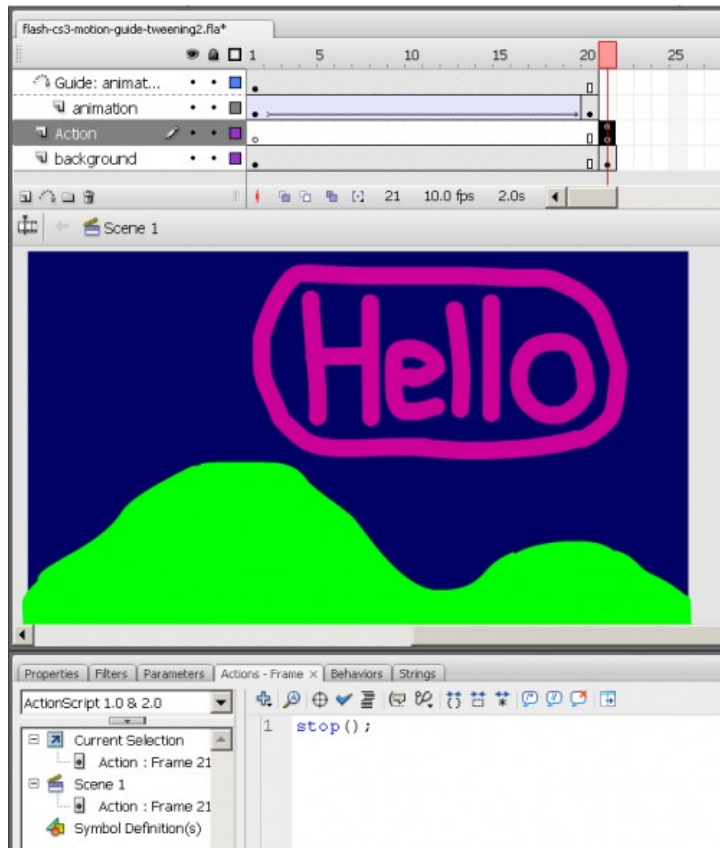 flash-cs3-motion-guide-tweening2.fla*
1 5 10 15 20 25
Guide: animat...
animation
Action
background
21 10.0 fps 2.0s
Scene 1
Hello
Properties Filters Parameters Actions - Frame × Behaviors Strings
ActionScript 1.0 & 2.0
1 stop();
Current Selection
Action : Frame 21
Scene 1
Action : Frame 21
Symbol Definition(s)